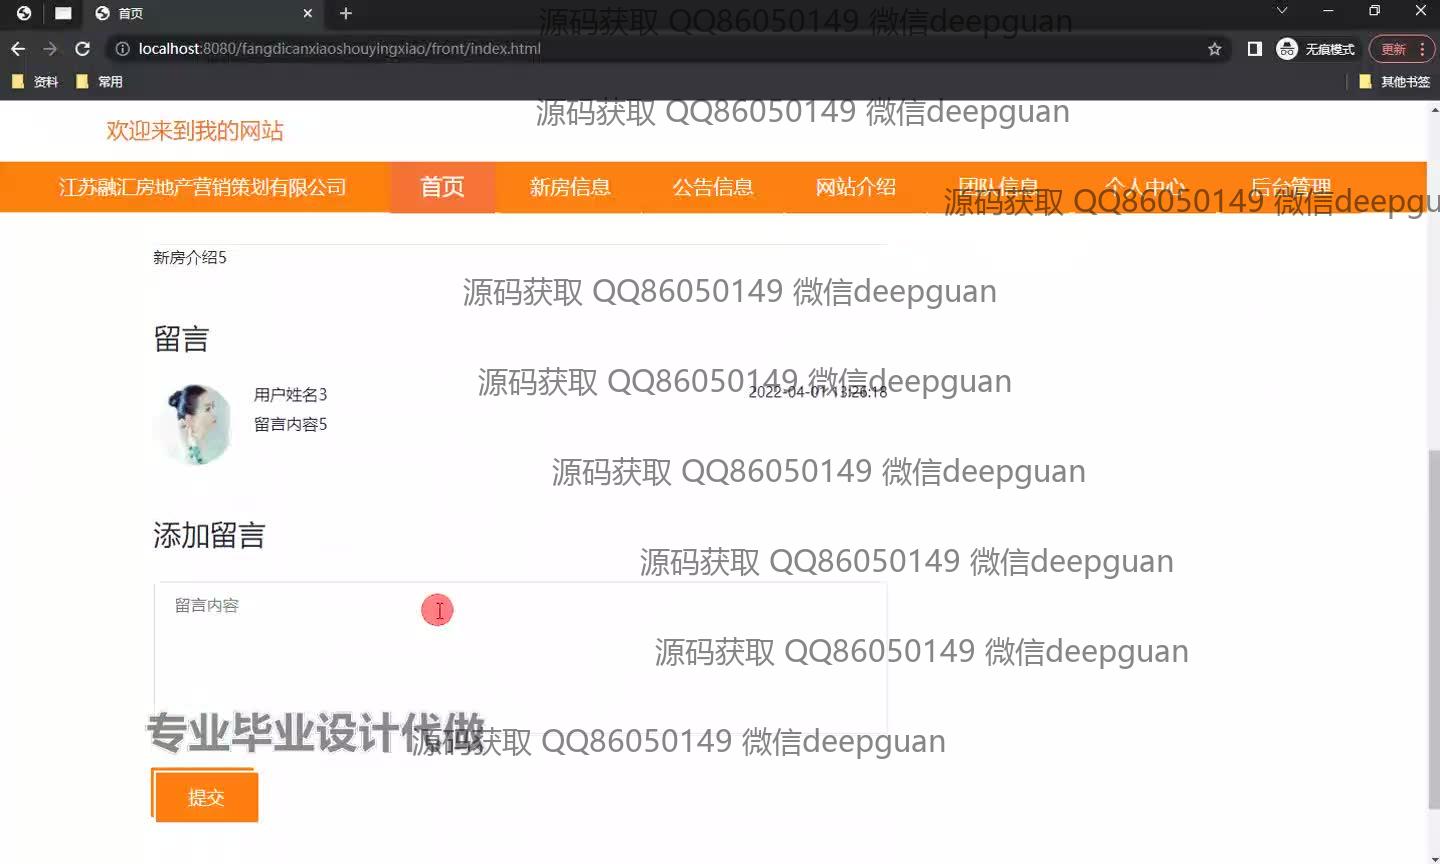 首页
源码获取 QQ86050149 微信deepguan
localhost:8080/fangdicanxiaoshouyingxiao/front/index.html
无痕模式
更新
资料
常用
其他书签
源码获取 QQ86050149 微信deepguan
欢迎来到我的网站
江苏融汇房地产营销策划有限公司
首页
新房信息
公告信息
网站介绍
团队信息
个人中心
后台管理
源码获取 QQ86050149 微信deepgu
新房介绍5
源码获取 QQ86050149 微信deepguan
留言
源码获取 QQ86050149 微信deepguan
用户姓名3
2022-04-01 13:26:18
留言内容5
源码获取 QQ86050149 微信deepguan
添加留言
源码获取 QQ86050149 微信deepguan
留言内容
源码获取 QQ86050149 微信deepguan
专业毕业设计代做
源码获取 QQ86050149 微信deepguan
提交